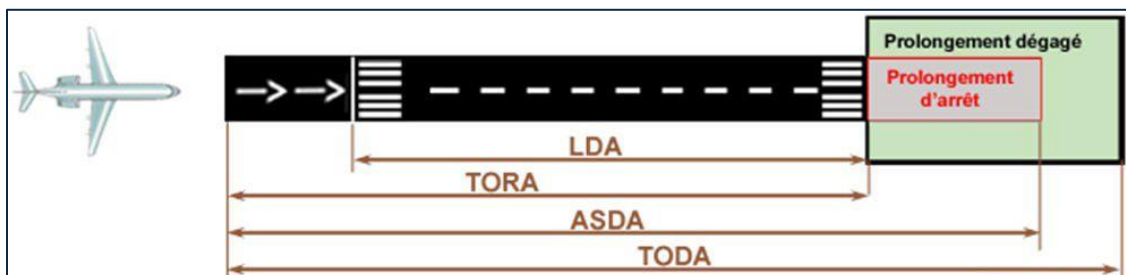 Prolongement dégagé
Prolongement
d'arrêt
LDA
TORA
ASDA
TODA